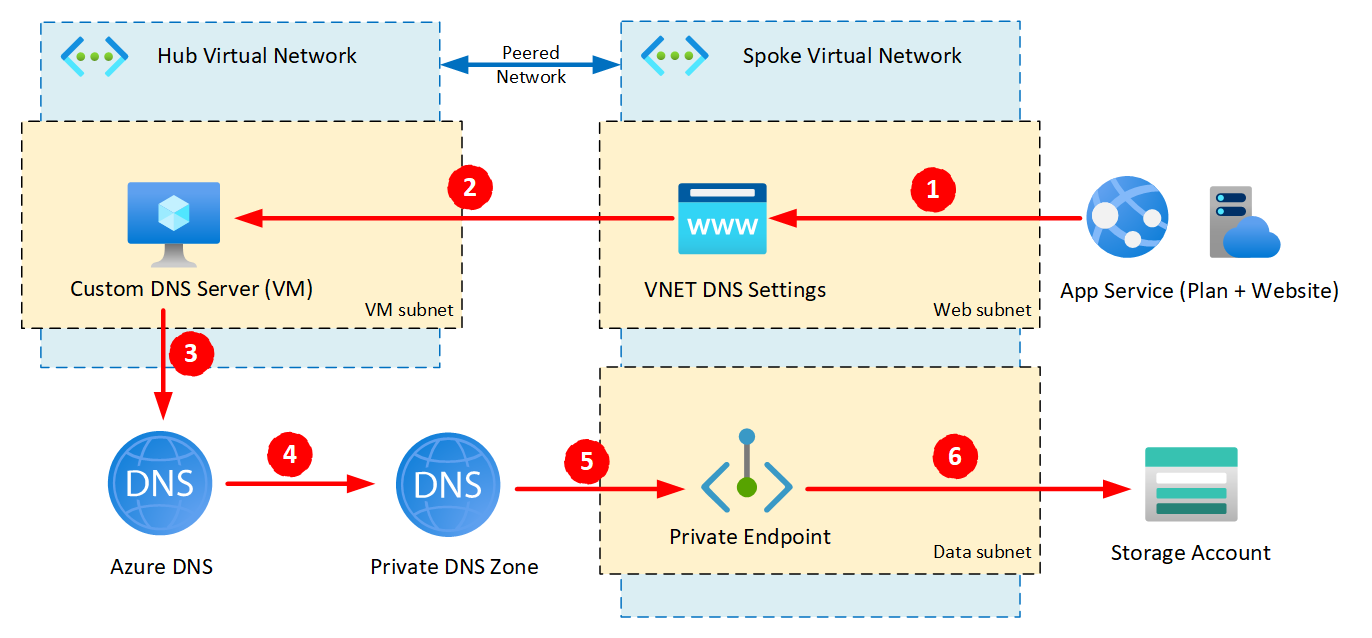 Hub Virtual Network
Peered
Network
Spoke Virtual Network
2
1
www
Custom DNS Server (VM)
VM subnet
VNET DNS Settings
Web subnet
App Service (Plan + Website)
3
DNS
4
DNS
5
6
Private Endpoint
Data subnet
Azure DNS
Private DNS Zone
Storage Account